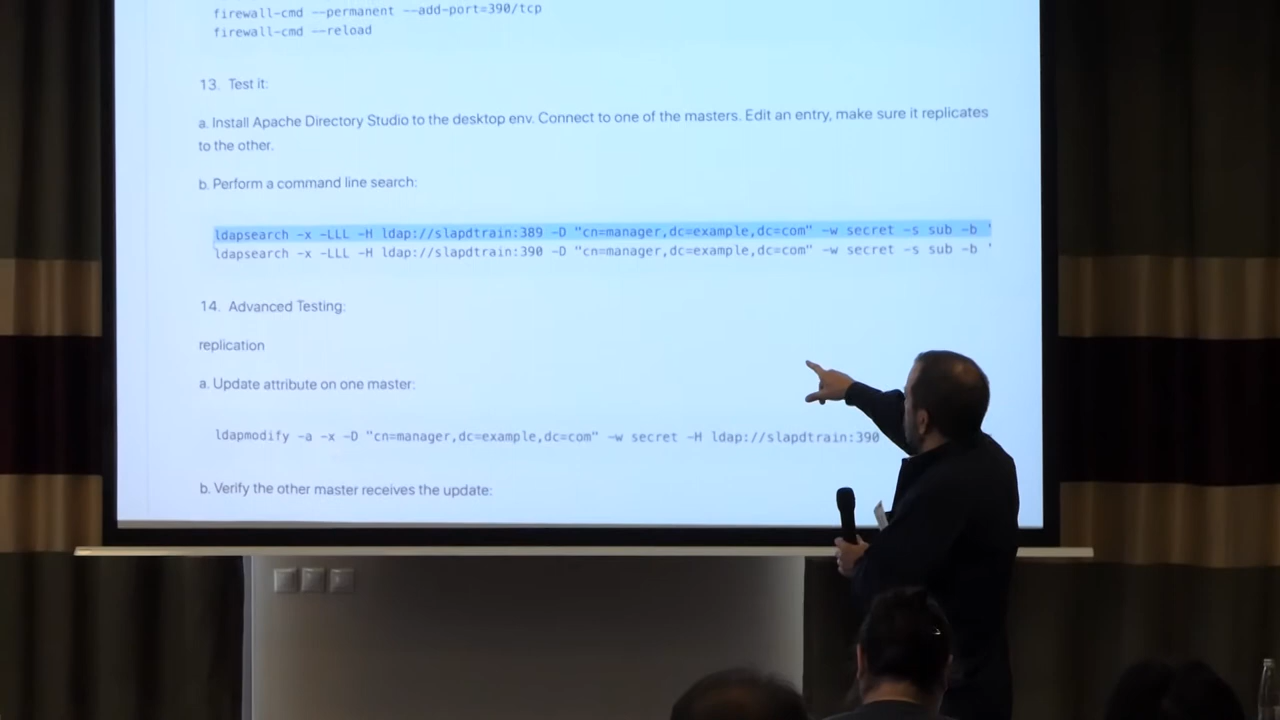 firewall-cmd --permanent --add-port=390/tcp
firewall-cmd --reload
13. Test it:
a. Install Apache Directory Studio to the desktop env. Connect to one of the masters. Edit an entry, make sure it replicates
to the other.
b. Perform a command line search:
ldapsearch -x -LLL -H ldap://slapdtrain:389 -D "cn=manager,dc=example,dc=com" -w secret -s sub -b '
ldapsearch -x -LLL -H ldap://slapdtrain:390 -D "cn=manager,dc=example,dc=com" -w secret -s sub -b '
14. Advanced Testing:
replication
a. Update attribute on one master:
ldapmodify -a -x -D "cn=manager,dc=example,dc=com" -w secret -H ldap://slapdtrain:390
b. Verify the other master receives the update: